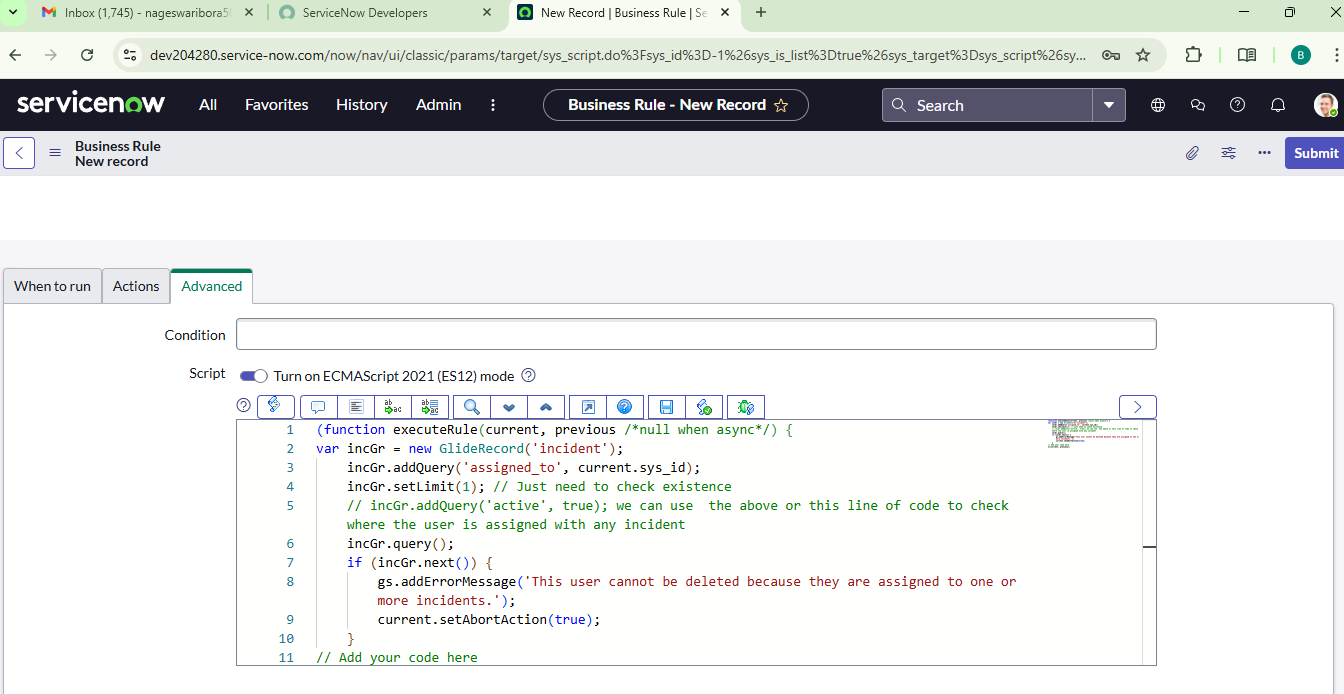 Inbox (1,745) - nageswaribora50
ServiceNow Developers
New Record | Business Rule | Se
dev204280.service-now.com/now/nav/ui/classic/params/target/sys_script.do%3Fsys_id%3D-1%26sys_is_list%3Dtrue%26sys_target%3Dsys_script%26sy...
B
servicenow
All
Favorites
History
Admin
Business Rule - New Record
Search
Business Rule
New record
Submit
When to run
Actions
Advanced
Condition
Script
Turn on ECMAScript 2021 (ES12) mode
1 (function executeRule(current, previous /*null when async*/) {
2 var incGr = new GlideRecord('incident');
3 incGr.addQuery('assigned_to', current.sys_id);
4 incGr.setLimit(1); // Just need to check existence
5 // incGr.addQuery('active', true); we can use  the above or this line of code to check
where the user is assigned with any incident
6 incGr.query();
7 if (incGr.next()) {
8 gs.addErrorMessage('This user cannot be deleted because they are assigned to one or
more incidents.');
9 current.setAbortAction(true);
10 }
11 // Add your code here